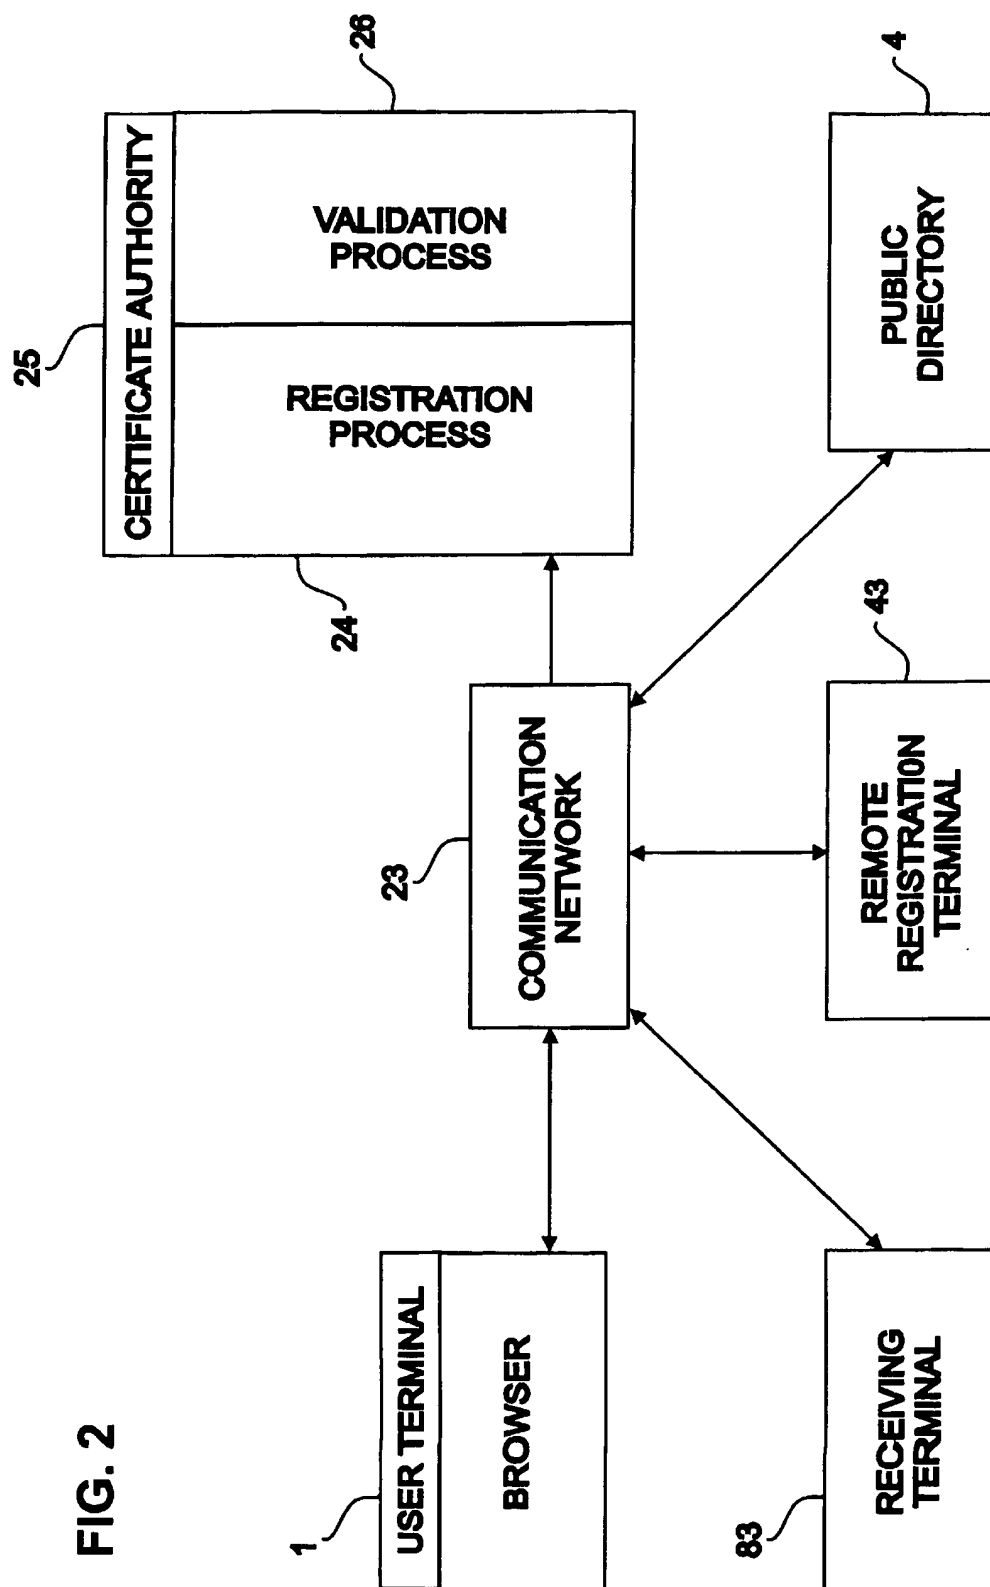 FIG. 2
1
USER TERMINAL
BROWSER
83
RECEIVING
TERMINAL
23
COMMUNICATION
NETWORK
43
REMOTE
REGISTRATION
TERMINAL
25
CERTIFICATE AUTHORITY
24
REGISTRATION
PROCESS
26
VALIDATION
PROCESS
4
PUBLIC
DIRECTORY